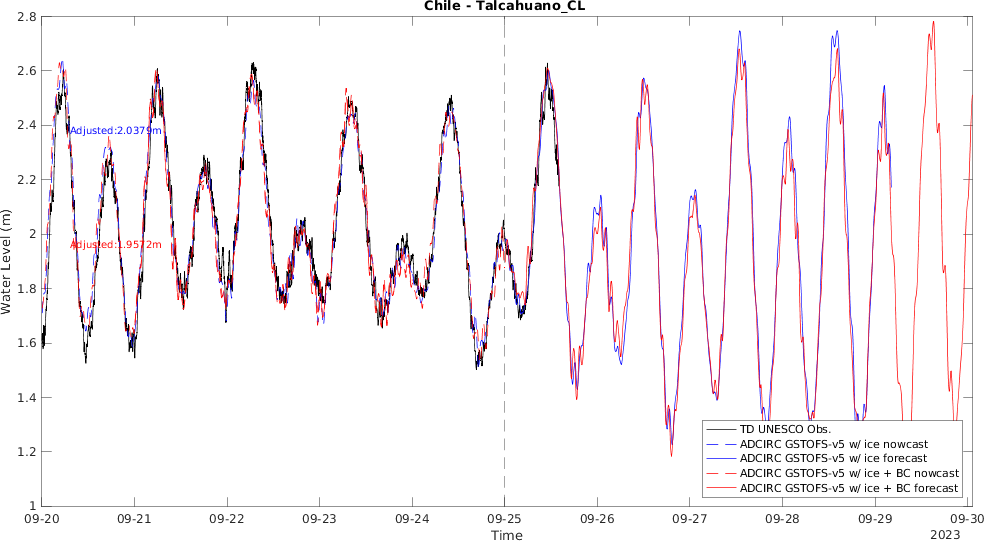 Chile - Talcahuano_CL
Water Level (m)
2.8
2.6
2.4
2.2
2
1.8
1.6
1.4
1.2
1
Adjusted:2.0379m
Adjusted:1.9572m
TD UNESCO Obs.
ADCIRC GSTOFS-v5 w/ ice nowcast
ADCIRC GSTOFS-v5 w/ ice forecast
ADCIRC GSTOFS-v5 w/ ice + BC nowcast
ADCIRC GSTOFS-v5 w/ ice + BC forecast
09-20 09-21 09-22 09-23 09-24 09-25 09-26 09-27 09-28 09-29 09-30
Time
2023